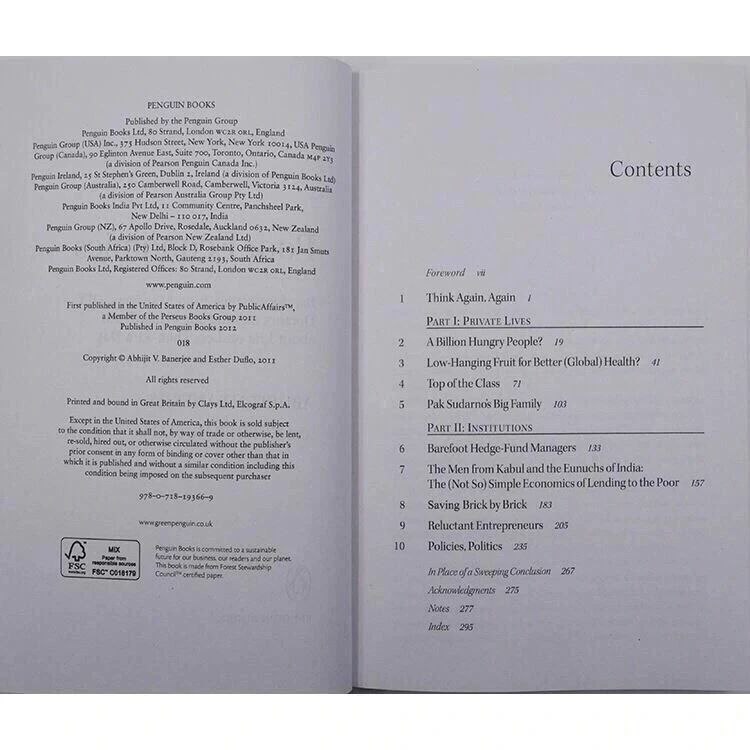 PENGUIN BOOKS
Published by the Penguin Group
Penguin Books Ltd, 80 Strand, London WC2R 0RL, England
Penguin Group (USA) Inc., 375 Hudson Street, New York, New York 10014, USA Penguin
Group (Canada), 90 Eglinton Avenue East, Suite 700, Toronto, Ontario, Canada M4P 2Y3
(a division of Pearson Penguin Canada Inc.)
Penguin Ireland, 25 St Stephen's Green, Dublin 2, Ireland (a division of Penguin Books Ltd)
Penguin Group (Australia), 250 Camberwell Road, Camberwell, Victoria 3124, Australia
(a division of Pearson Australia Group Pty Ltd)
Penguin Books India Pvt Ltd, 11 Community Centre, Panchsheel Park,
New Delhi – 110 017, India
Penguin Group (NZ), 67 Apollo Drive, Rosedale, Auckland 0632, New Zealand
(a division of Pearson New Zealand Ltd)
Penguin Books (South Africa) (Pty) Ltd, Block D, Rosebank Office Park, 181 Jan Smuts
Avenue, Parktown North, Gauteng 2193, South Africa
Penguin Books Ltd, Registered Offices: 80 Strand, London WC2R 0RL, England
www.penguin.com
First published in the United States of America by PublicAffairs™,
a Member of the Perseus Books Group 2011
Published in Penguin Books 2012
018
Copyright © Abhijit V. Banerjee and Esther Duflo, 2011
All rights reserved
Printed and bound in Great Britain by Clays Ltd, Elcograf S.p.A.
Except in the United States of America, this book is sold subject
to the condition that it shall not, by way of trade or otherwise, be lent,
re-sold, hired out, or otherwise circulated without the publisher's
prior consent in any form of binding or cover other than that in
which it is published and without a similar condition including this
condition being imposed on the subsequent purchaser
978-0-718-19366-9
www.greenpenguin.co.uk
FSC
MIX
Paper from
responsible sources
FSC™ C018179
Penguin Books is committed to a sustainable
future for our business, our readers and our planet.
This book is made from Forest Stewardship
Council™ certified paper.
Contents
Foreword vii
1 Think Again, Again 1
PART I: PRIVATE LIVES
2 A Billion Hungry People? 19
3 Low-Hanging Fruit for Better (Global) Health? 41
4 Top of the Class 71
5 Pak Sudarno's Big Family 103
PART II: INSTITUTIONS
6 Barefoot Hedge-Fund Managers 133
7 The Men from Kabul and the Eunuchs of India:
The (Not So) Simple Economics of Lending to the Poor 157
8 Saving Brick by Brick 183
9 Reluctant Entrepreneurs 205
10 Policies, Politics 235
In Place of a Sweeping Conclusion 267
Acknowledgments 275
Notes 277
Index 295